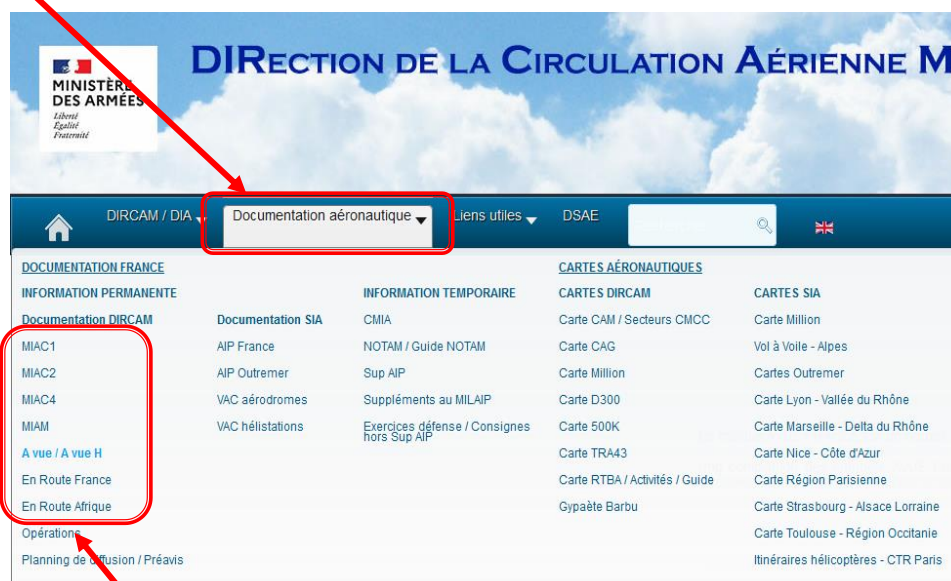 DIRECTION DE LA CIRCULATION AÉRIENNE M
MINISTÈRE
DES ARMÉES
Liberté
Égalité
Fraternité
DIRCAM / DIA
Documentation aéronautique
Liens utiles
DSAE
DOCUMENTATION FRANCE
INFORMATION PERMANENTE
Documentation DIRCAM
MIAC1
MIAC2
MIAC4
MIAM
A vue / A vue H
En Route France
En Route Afrique
Opérations
Planning de diffusion / Préavis
Documentation SIA
AIP France
AIP Outremer
VAC aérodromes
VAC hélistations
INFORMATION TEMPORAIRE
CMIA
NOTAM / Guide NOTAM
Sup AIP
Suppléments au MILAIP
Exercices défense / Consignes
hors Sup AIP
CARTES AÉRONAUTIQUES
CARTES DIRCAM
Carte CAM / Secteurs CMCC
Carte CAG
Carte Million
Carte D300
Carte 500K
Carte TRA43
Carte RTBA / Activités / Guide
Gypaète Barbu
CARTES SIA
Carte Million
Vol à Voile - Alpes
Cartes Outremer
Carte Lyon - Vallée du Rhône
Carte Marseille - Delta du Rhône
Carte Nice - Côte d'Azur
Carte Région Parisienne
Carte Strasbourg - Alsace Lorraine
Carte Toulouse - Région Occitanie
Itinéraires hélicoptères - CTR Paris